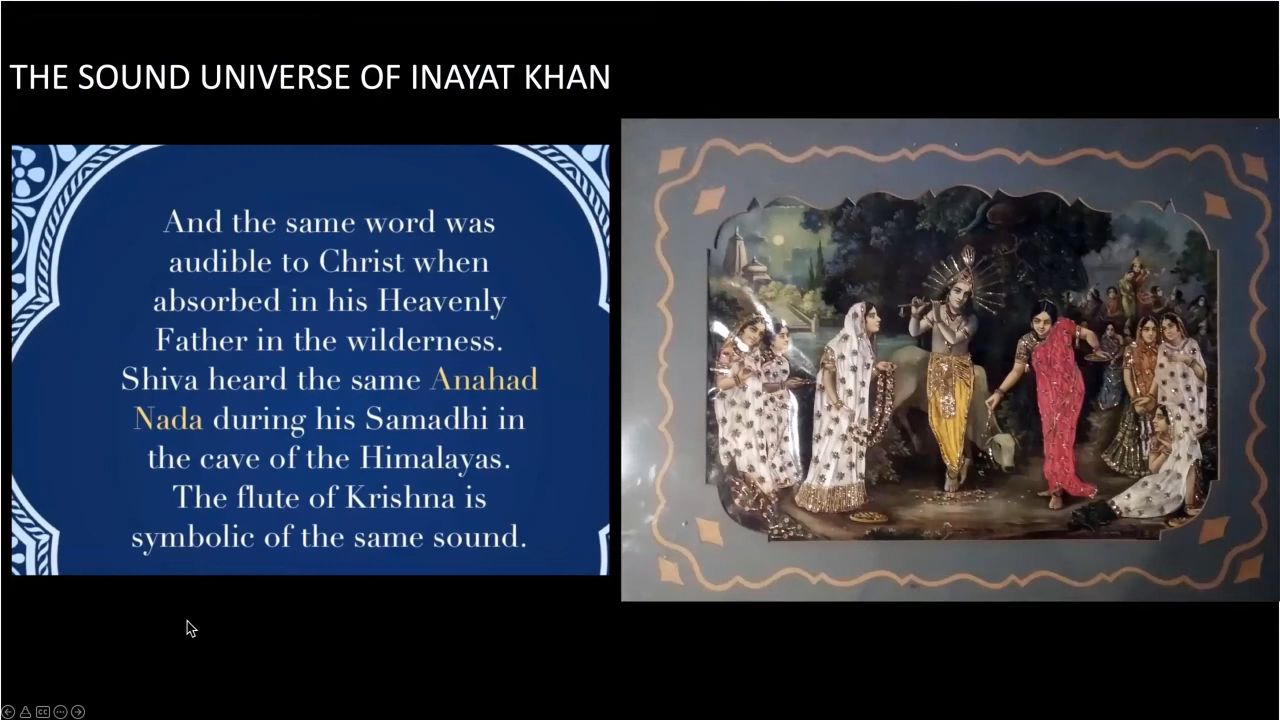 THE SOUND UNIVERSE OF INAYAT KHAN
And the same word was
audible to Christ when
absorbed in his Heavenly
Father in the wilderness.
Shiva heard the same Anahad
Nada during his Samadhi in
the cave of the Himalayas.
The flute of Krishna is
symbolic of the same sound.